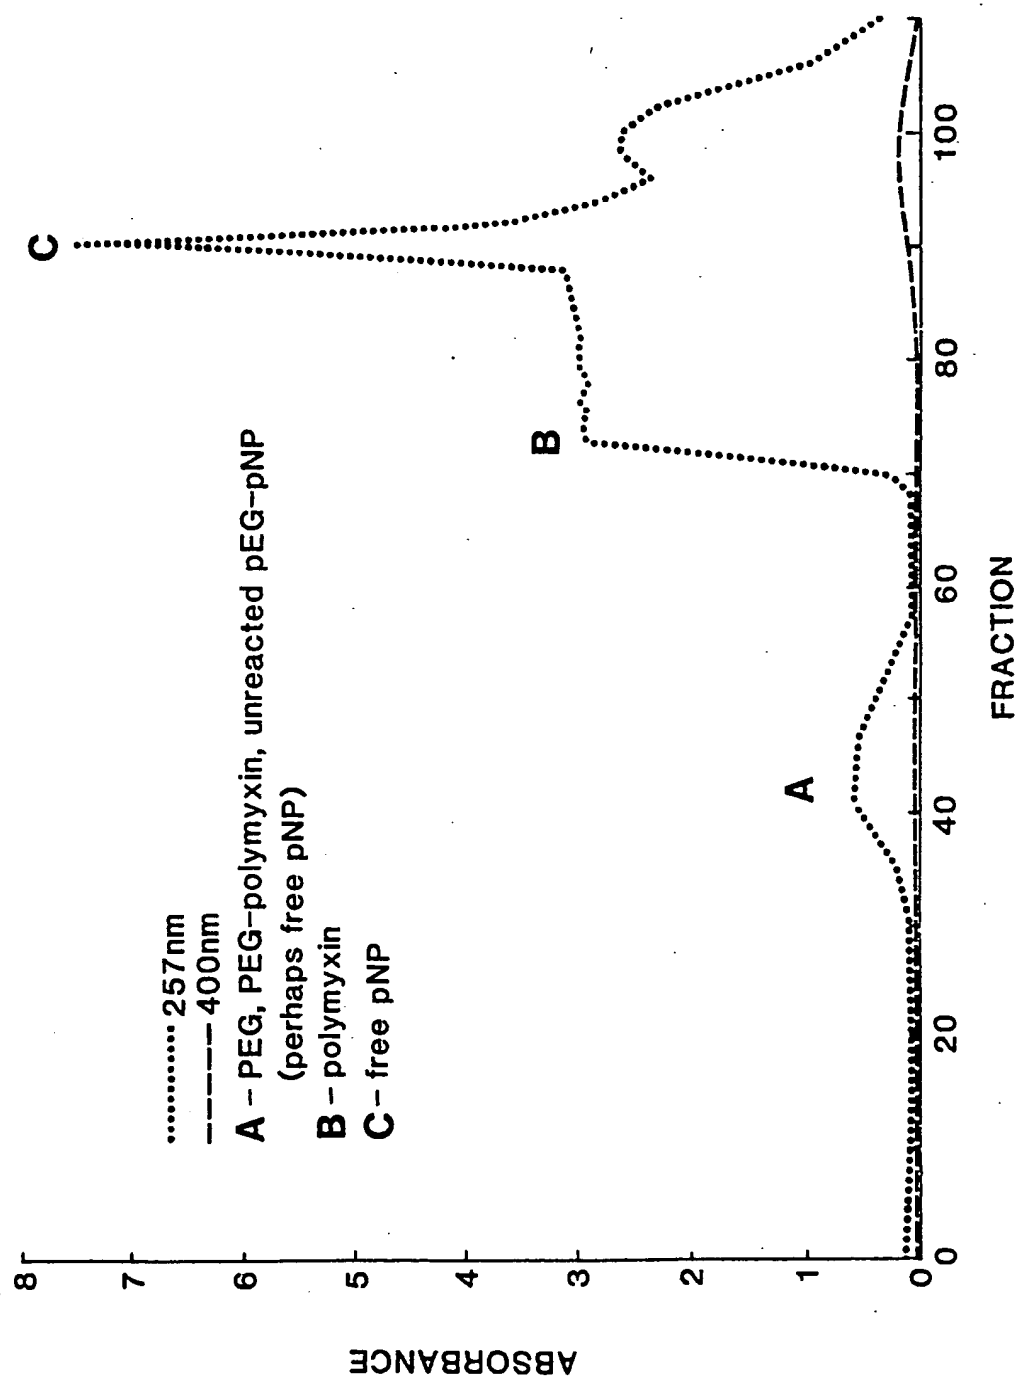 257nm
400nm
A – PEG, PEG-polymyxin, unreacted pEG-pNP
(perhaps free pNP)
B – polymyxin
C – free pNP
A
B
C
ABSORBANCE
8
7
6
5
4
3
2
1
0
0
20
40
60
80
100
FRACTION